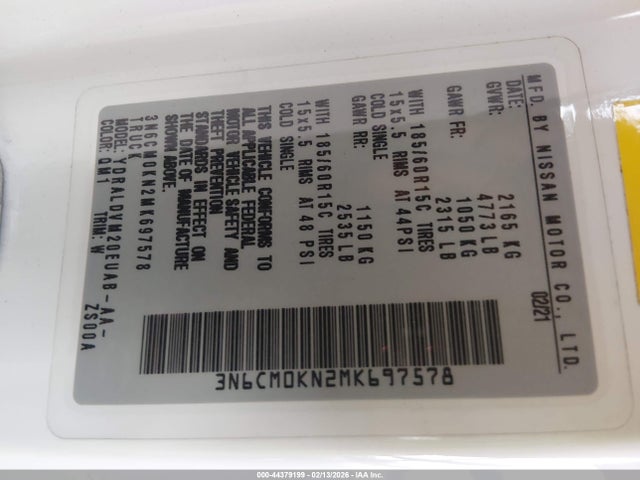 MFD. BY NISSAN MOTOR CO., LTD.
DATE: 02/21
GVWR: 2165 KG
4773 LB
GAWR FR: 1050 KG
2315 LB
WITH 185/60R15C TIRES
15x5.5 RIMS AT 44PSI
COLD SINGLE
GAWR RR: 1150 KG
2535 LB
WITH 185/60R15C TIRES
15x5.5 RIMS AT 48 PSI
COLD SINGLE
THIS VEHICLE CONFORMS TO
ALL APPLICABLE FEDERAL
MOTOR VEHICLE SAFETY AND
THEFT PREVENTION
STANDARDS IN EFFECT ON
THE DATE OF MANUFACTURE
SHOWN ABOVE.
3N6CM0KN2MK697578
TRUCK
MODEL: YDRALDVM20EUAB-AA-
COLOR: QM1 TRIM: W ZS00A
3N6CM0KN2MK697578
000-44379199 - 02/13/2026 - IAA Inc.